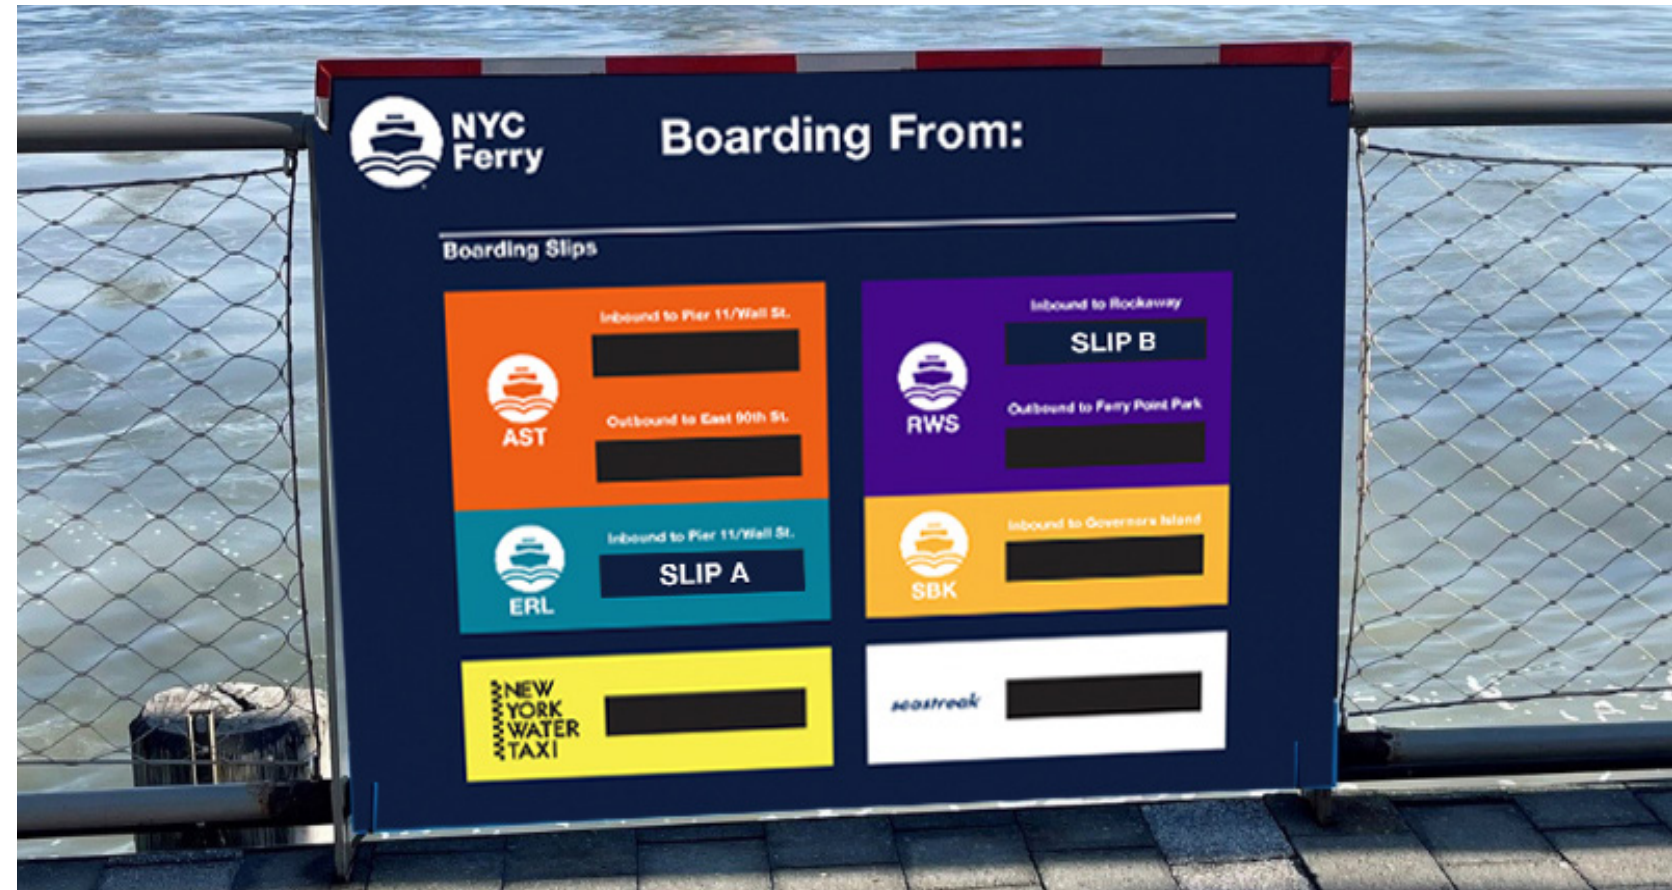 NYC
Ferry
Boarding From:
Boarding Slips
Inbound to Pier 11/Wall St.
Outbound to East 90th St.
AST
Inbound to Rockaway
SLIP B
Outbound to Ferry Point Park
RWS
Inbound to Pier 11/Wall St.
SLIP A
ERL
Inbound to Governors Island
SBK
NEW
YORK
WATER
TAXI
seastreak